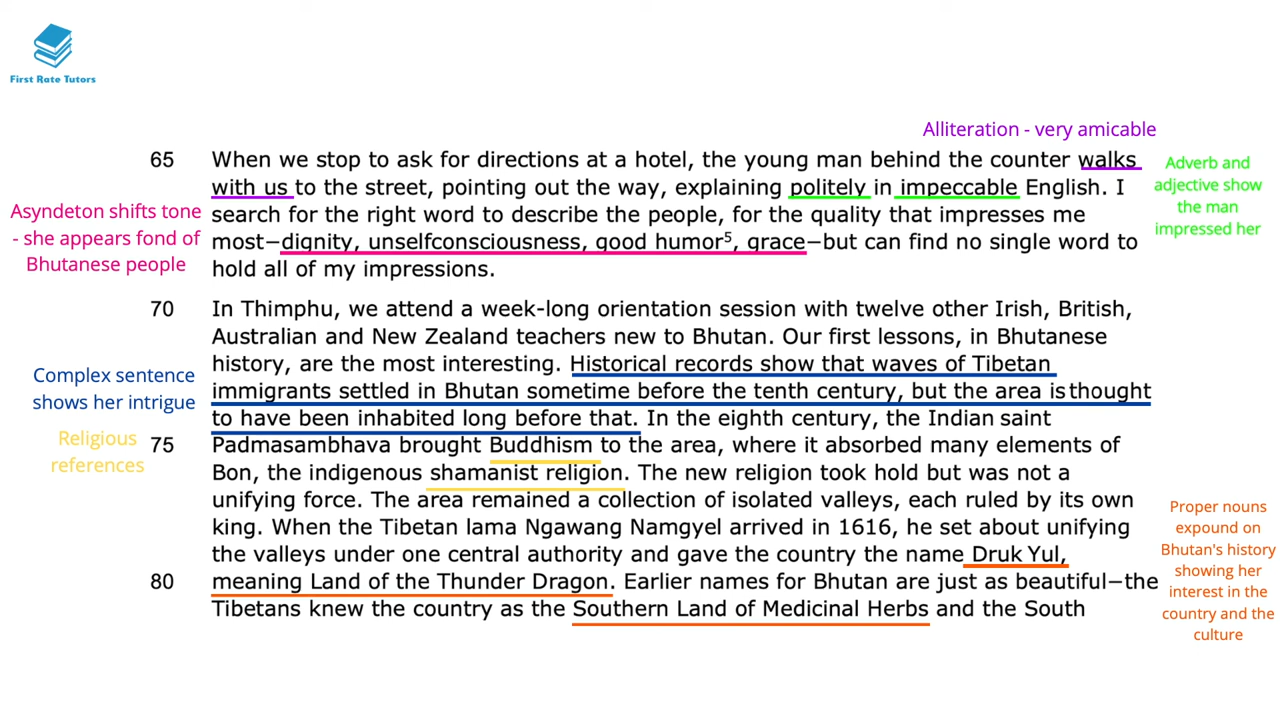 First Rate Tutors
Alliteration - very amicable
65 When we stop to ask for directions at a hotel, the young man behind the counter walks
with us to the street, pointing out the way, explaining politely in impeccable English. I
search for the right word to describe the people, for the quality that impresses me
most—dignity, unselfconsciousness, good humor⁵, grace—but can find no single word to
hold all of my impressions.
Adverb and
adjective show
the man
impressed her
Asyndeton shifts tone
- she appears fond of
Bhutanese people
70 In Thimphu, we attend a week-long orientation session with twelve other Irish, British,
Australian and New Zealand teachers new to Bhutan. Our first lessons, in Bhutanese
history, are the most interesting. Historical records show that waves of Tibetan
immigrants settled in Bhutan sometime before the tenth century, but the area is thought
to have been inhabited long before that. In the eighth century, the Indian saint
75 Padmasambhava brought Buddhism to the area, where it absorbed many elements of
Bon, the indigenous shamanist religion. The new religion took hold but was not a
unifying force. The area remained a collection of isolated valleys, each ruled by its own
king. When the Tibetan lama Ngawang Namgyel arrived in 1616, he set about unifying
the valleys under one central authority and gave the country the name Druk Yul,
80 meaning Land of the Thunder Dragon. Earlier names for Bhutan are just as beautiful—the
Tibetans knew the country as the Southern Land of Medicinal Herbs and the South
Complex sentence
shows her intrigue
Religious
references
Proper nouns
expound on
Bhutan's history
showing her
interest in the
country and the
culture